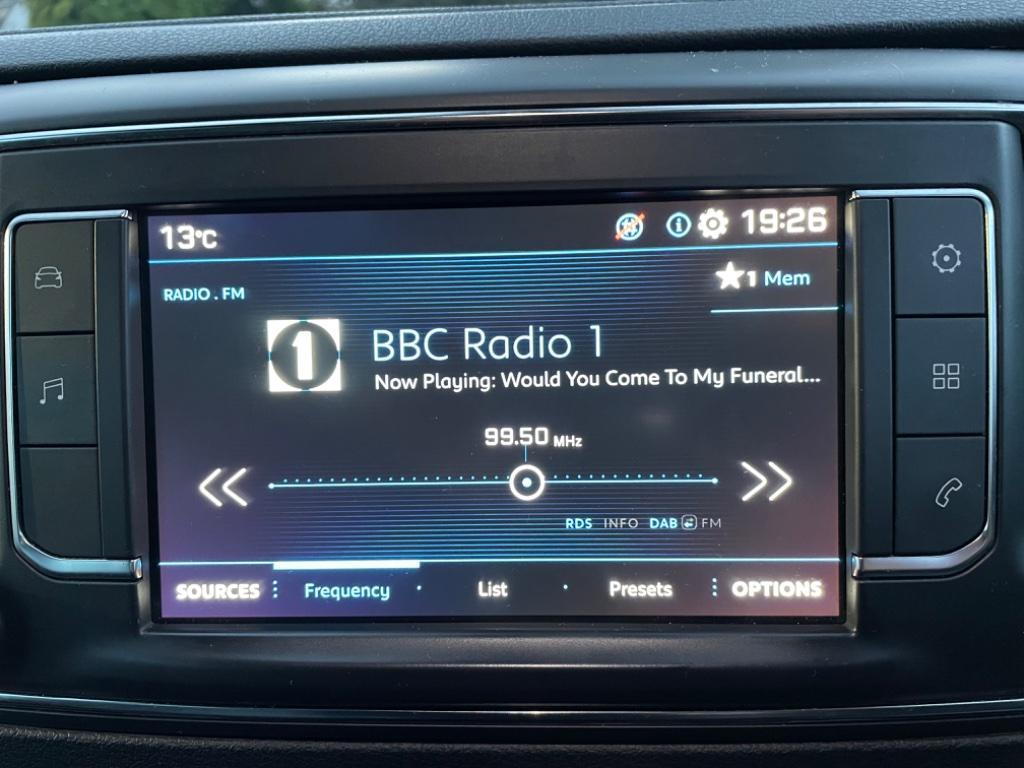 13°C
19:26
RADIO . FM
1 Mem
1
BBC Radio 1
Now Playing: Would You Come To My Funeral...
99.50 MHz
RDS INFO DAB FM
SOURCES Frequency List Presets OPTIONS